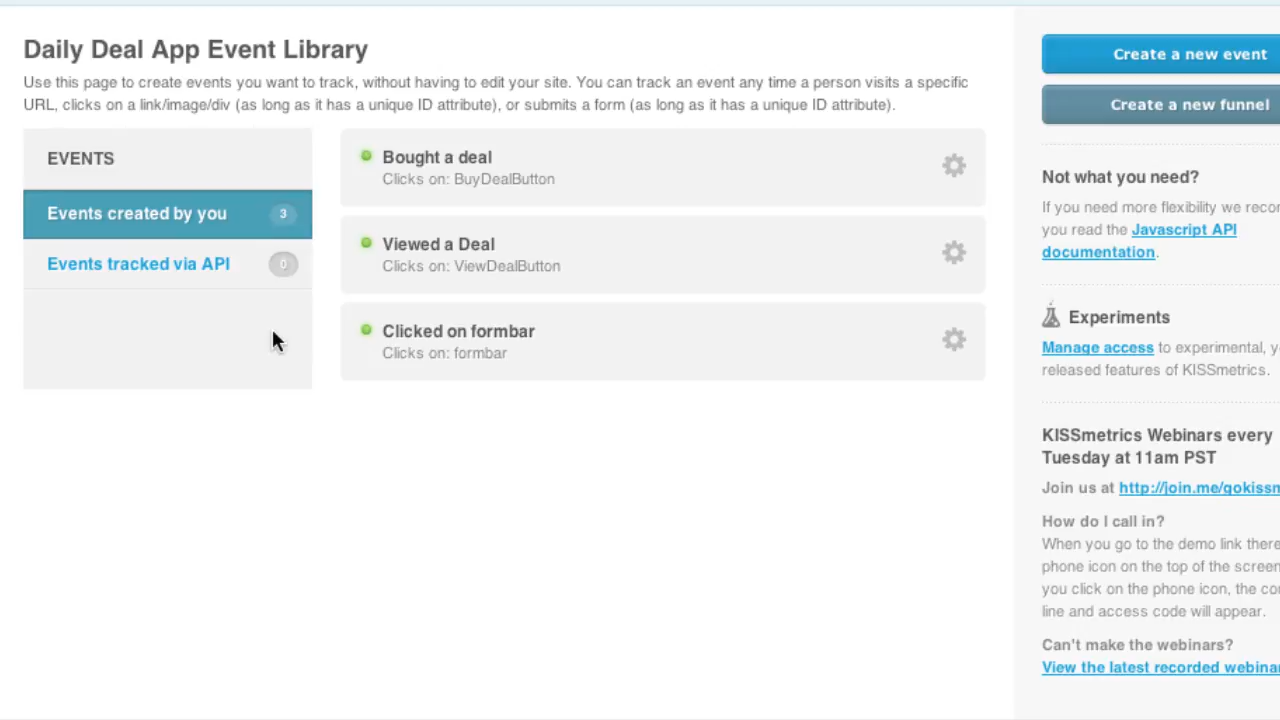 Daily Deal App Event Library
Use this page to create events you want to track, without having to edit your site. You can track an event any time a person visits a specific
URL, clicks on a link/image/div (as long as it has a unique ID attribute), or submits a form (as long as it has a unique ID attribute).
EVENTS
Events created by you 3
Events tracked via API 0
Bought a deal
Clicks on: BuyDealButton
Viewed a Deal
Clicks on: ViewDealButton
Clicked on formbar
Clicks on: formbar
Create a new event
Create a new funnel
Not what you need?
If you need more flexibility we
you read the Javascript API
documentation.
Experiments
Manage access to experimental,
released features of KISSmetrics.
KISSmetrics Webinars every
Tuesday at 11am PST
Join us at
How do I call in?
When you go to the demo link
phone icon on the top of the screen
you click on the phone icon, the
line and access code will appear.
Can't make the webinars?
View the latest recorded